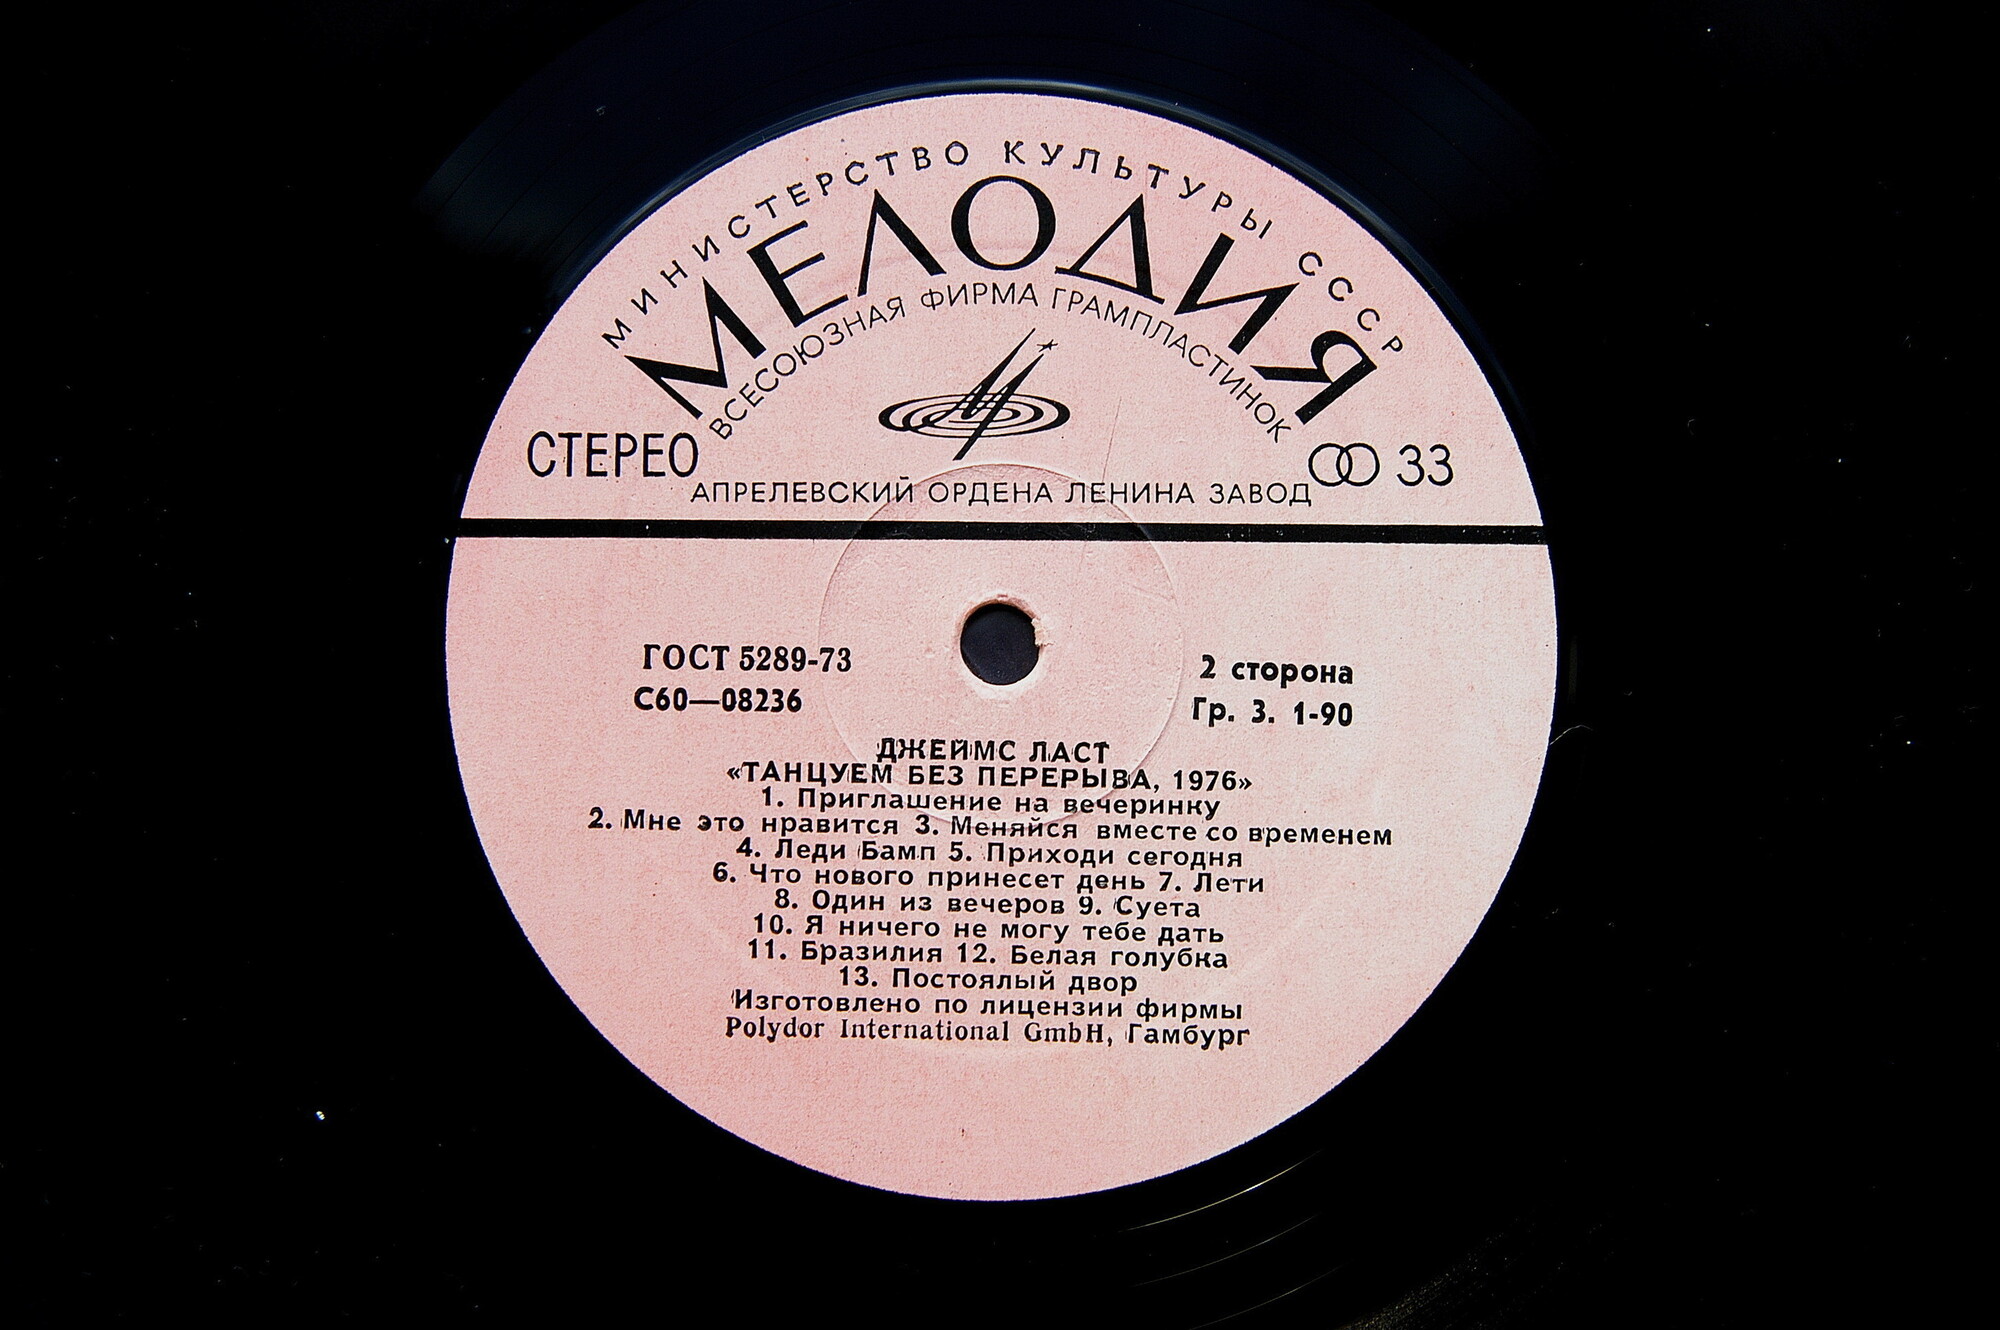 МИНИСТЕРСТВО КУЛЬТУРЫ СССР
МЕЛОДИЯ
ВСЕСОЮЗНАЯ ФИРМА ГРАМПЛАСТИНОК
СТЕРЕО
33
АПРЕЛЕВСКИЙ ОРДЕНА ЛЕНИНА ЗАВОД
ГОСТ 5289-73
С60—08236
2 сторона
Гр. 3. 1-90
ДЖЕЙМС ЛАСТ
«ТАНЦУЕМ БЕЗ ПЕРЕРЫВА, 1976»
1. Приглашение на вечеринку
2. Мне это нравится 3. Меняйся вместе со временем
4. Леди Бамп 5. Приходи сегодня
6. Что нового принесет день 7. Лети
8. Один из вечеров 9. Суета
10. Я ничего не могу тебе дать
11. Бразилия 12. Белая голубка
13. Постоялый двор
Изготовлено по лицензии фирмы
Polydor International GmbH, Гамбург